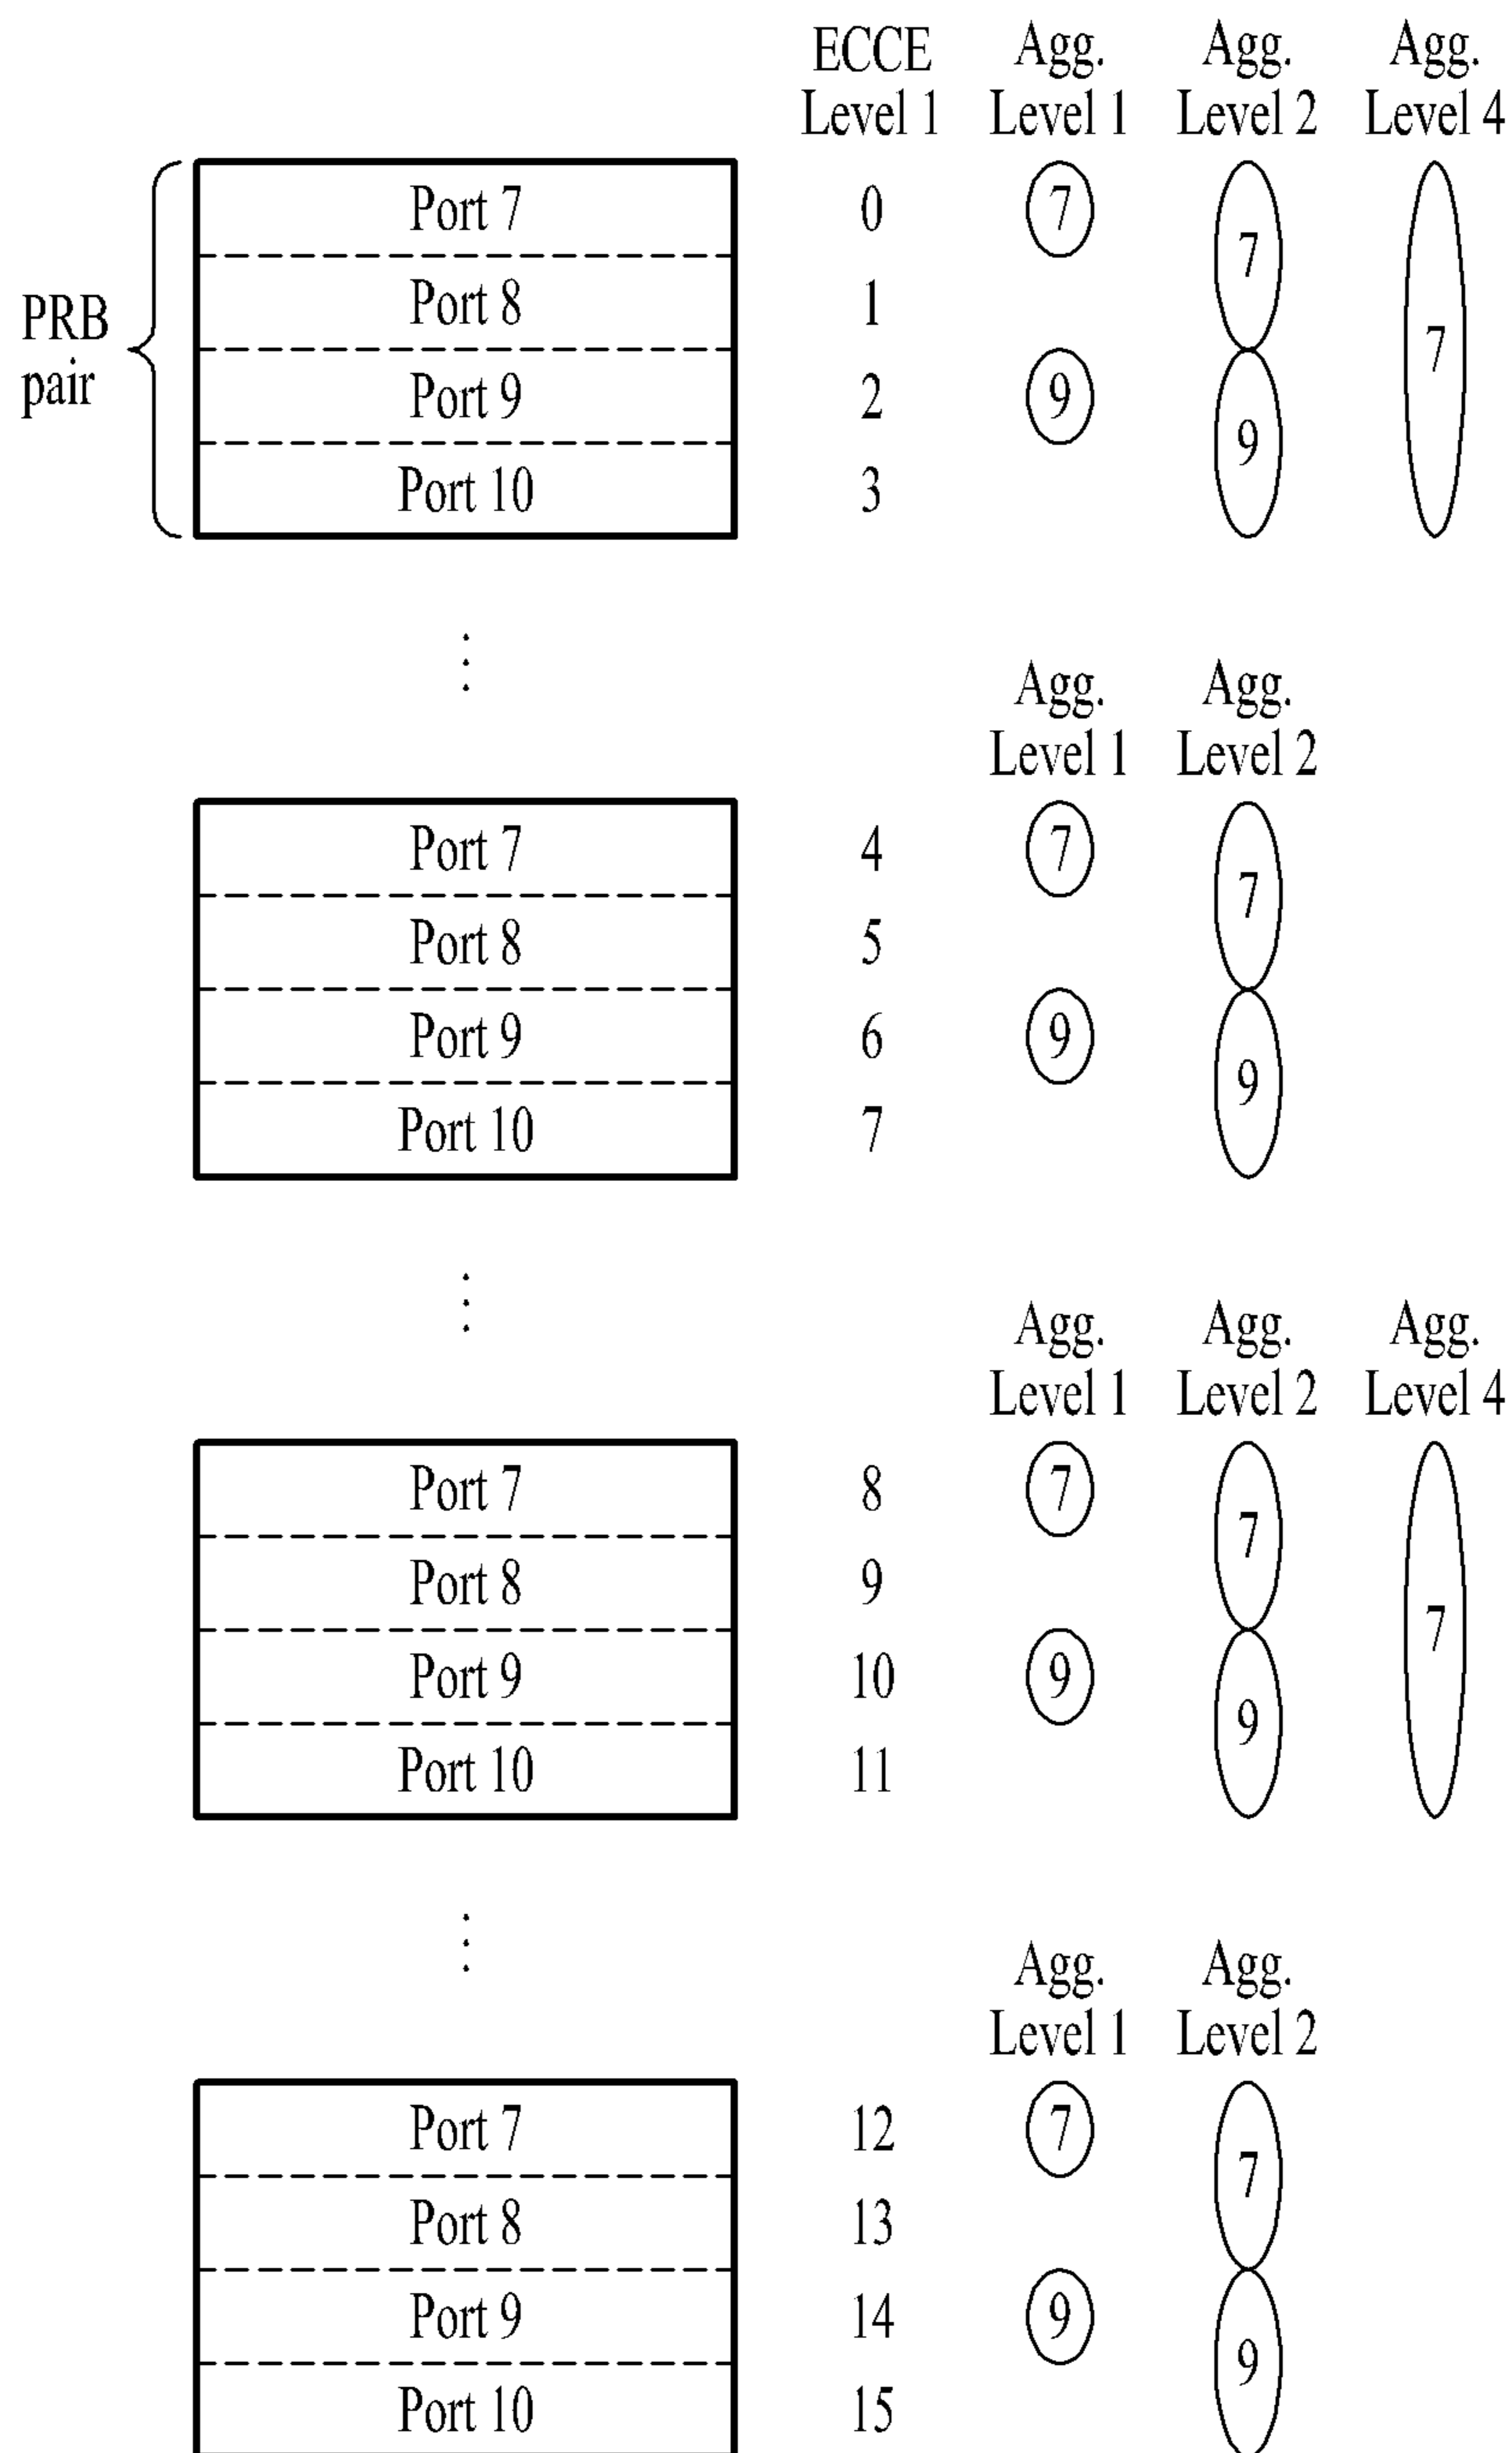 ECCE Agg. Agg. Agg.
Level 1 Level 1 Level 2 Level 4
Port 7 0 7
7
Port 8 1
PRB
pair
7
Port 9 2 9
9
Port 10 3
Agg. Agg.
Level 1 Level 2
Port 7 4 7
7
Port 8 5
Port 9 6 9
9
Port 10 7
Agg. Agg. Agg.
Level 1 Level 2 Level 4
Port 7 8 7
7
Port 8 9
7
Port 9 10 9
9
Port 10 11
Agg. Agg.
Level 1 Level 2
Port 7 12 7
7
Port 8 13
Port 9 14 9
9
Port 10 15